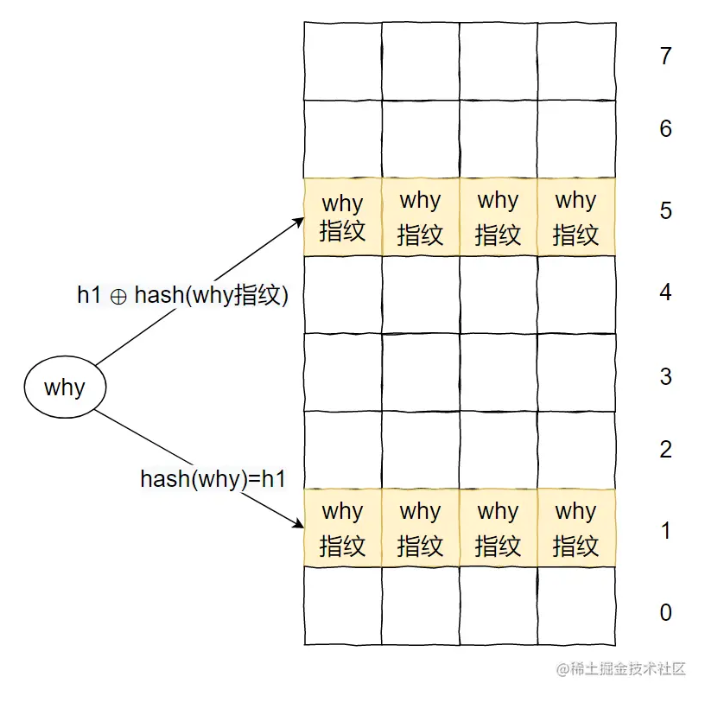 7
6
why why why why 5
指纹 指纹 指纹 指纹
h1 ⊕ hash(why指纹)
4
why
3
2
hash(why)=h1
why why why why 1
指纹 指纹 指纹 指纹
0
@稀土掘金技术社区